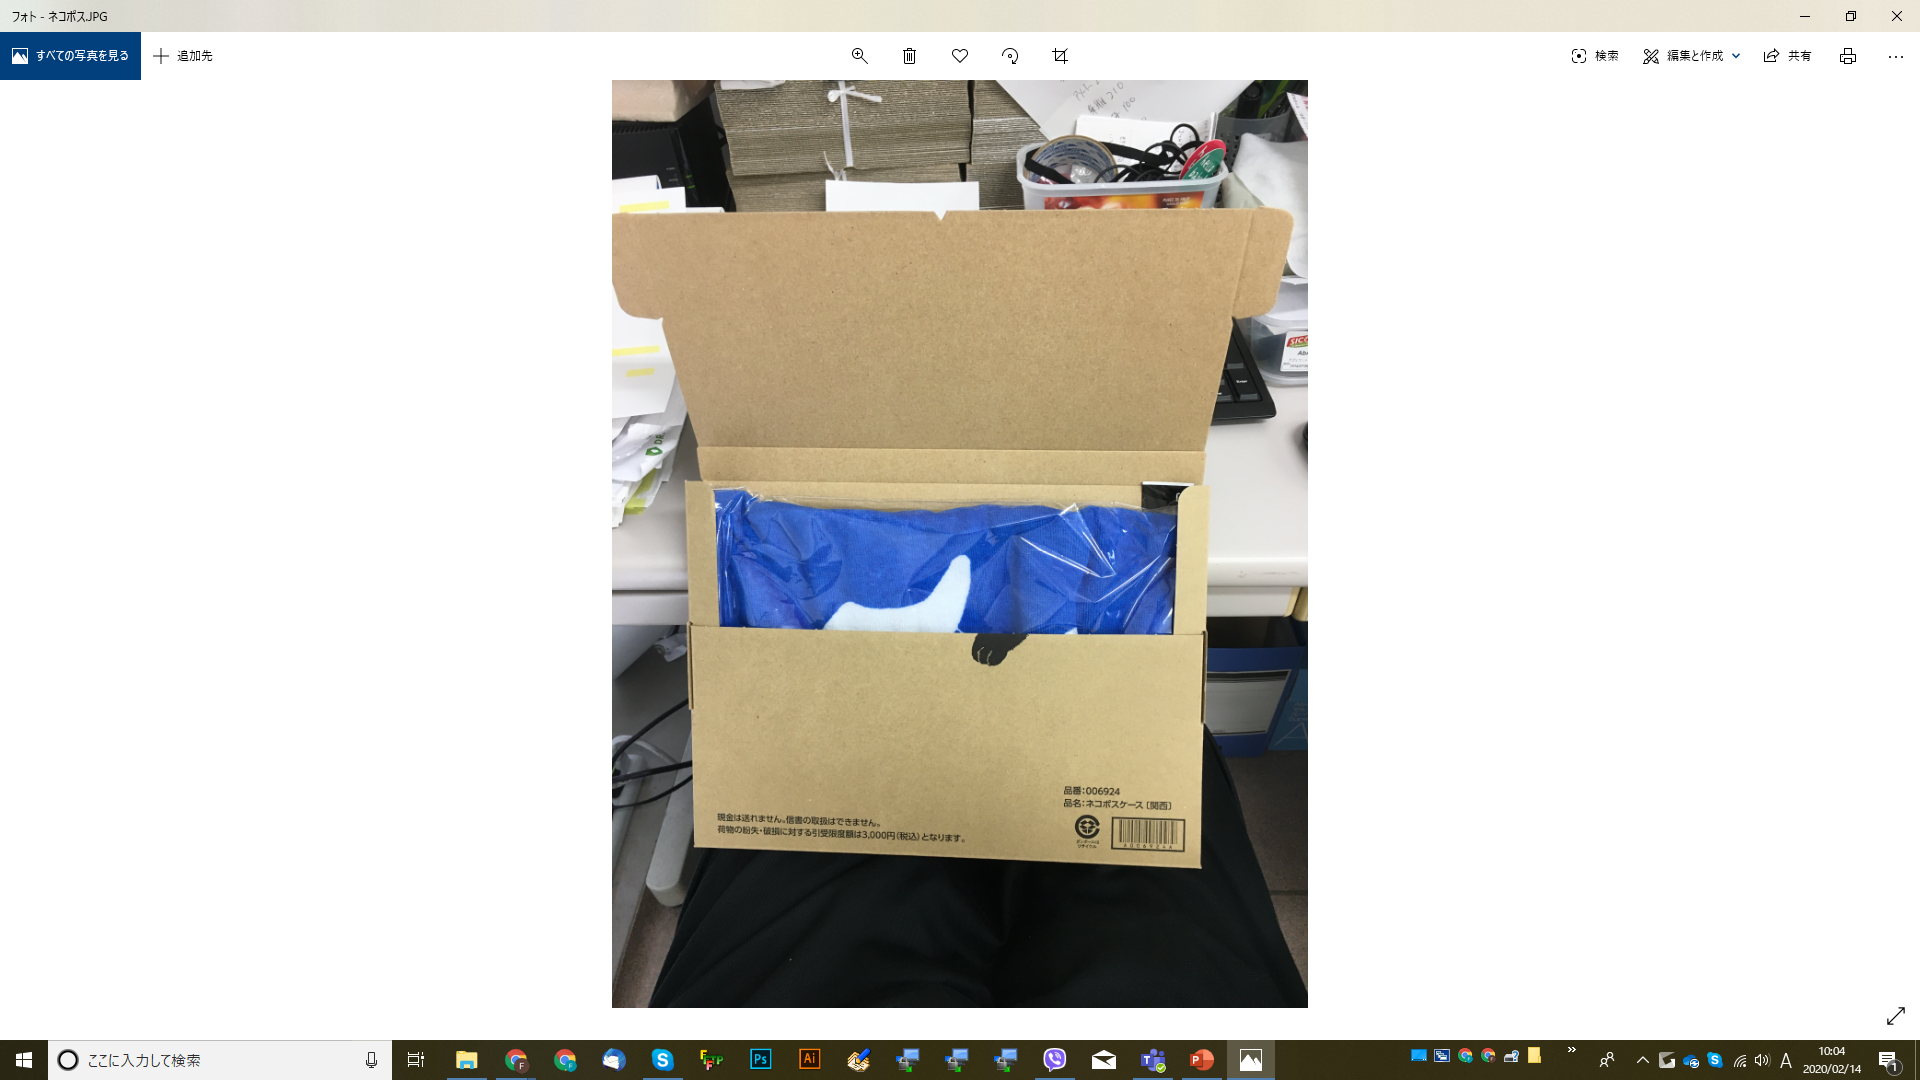 フォト - ネコポス.JPG
すべての写真を見る
追加先
検索
編集と作成
共有
品番:006924
品名:ネコポスケース〔関西〕
現金は送れません。信書の取扱はできません。
荷物の紛失・破損に対する引受限度額は3,000円(税込)となります。
A006924A
ここに入力して検索
FTP
Ps
Ai
A
10:04
2020/02/14
1